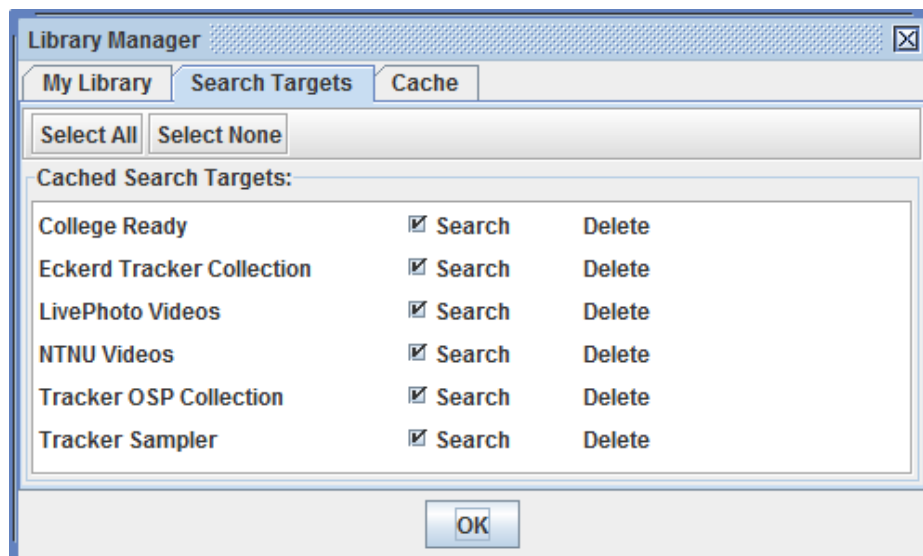 Library Manager
My Library Search Targets Cache
Select All Select None
Cached Search Targets:
College Ready Search Delete
Eckerd Tracker Collection Search Delete
LivePhoto Videos Search Delete
NTNU Videos Search Delete
Tracker OSP Collection Search Delete
Tracker Sampler Search Delete
OK